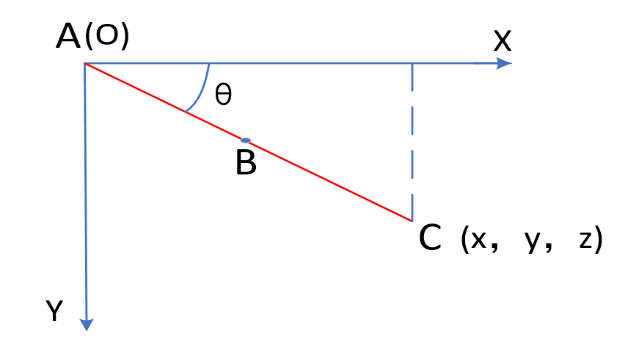 A(O)
X
θ
B
C (x, y, z)
Y